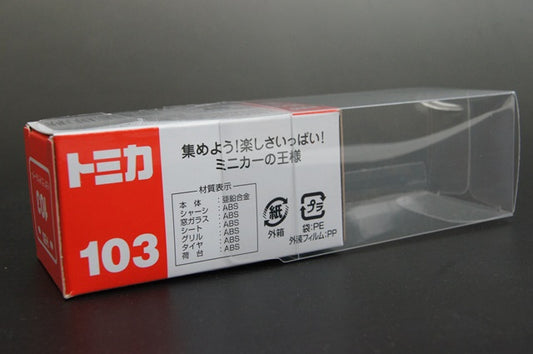 トミカ
103
集めよう!楽しさいっぱい!
ミニカーの王様
材質表示
本体:亜鉛合金
シャーシ:ABS
窓ガラス:ABS
シート:ABS
グリル:ABS
タイヤ:ABS
荷台:ABS
紙
外箱
プラ
袋:PE
外装フィルム:PP
103